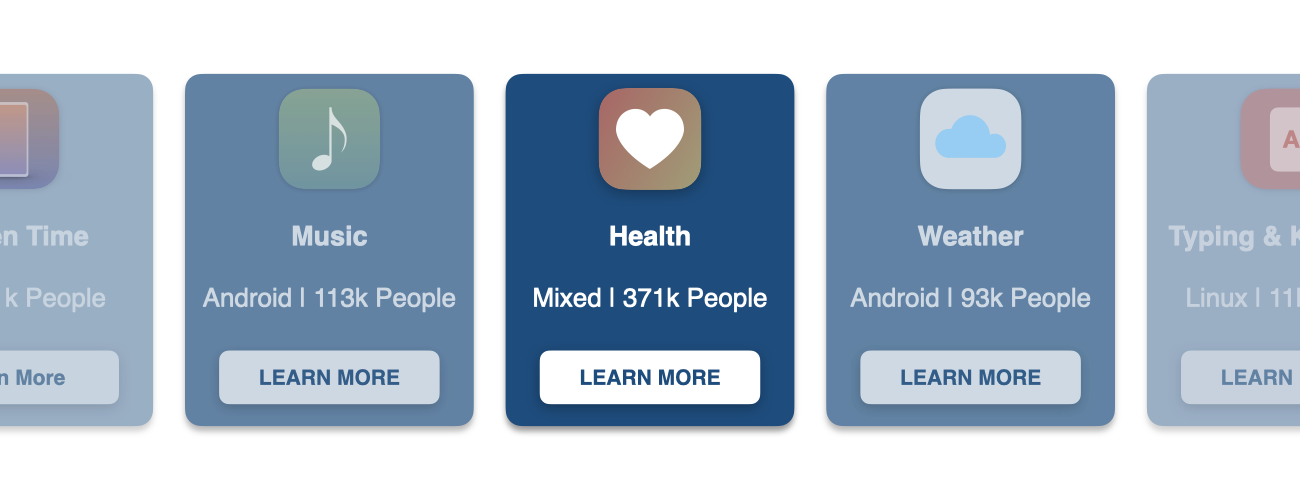 en Time
k People
n More
Music
Android | 113k People
LEARN MORE
Health
Mixed | 371k People
LEARN MORE
Weather
Android | 93k People
LEARN MORE
A
Typing &
Linux | 11
LEARN